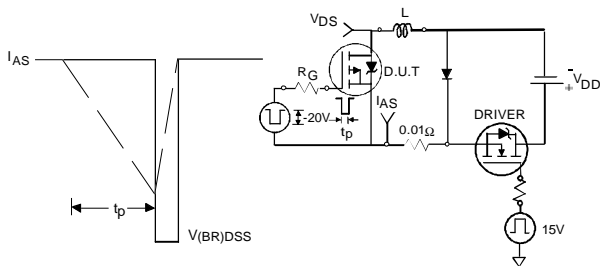 IAS
tp
V(BR)DSS
VDS
L
RG
D.U.T
IAS
-20V
tp
0.01Ω
-
+
VDD
DRIVER
15V